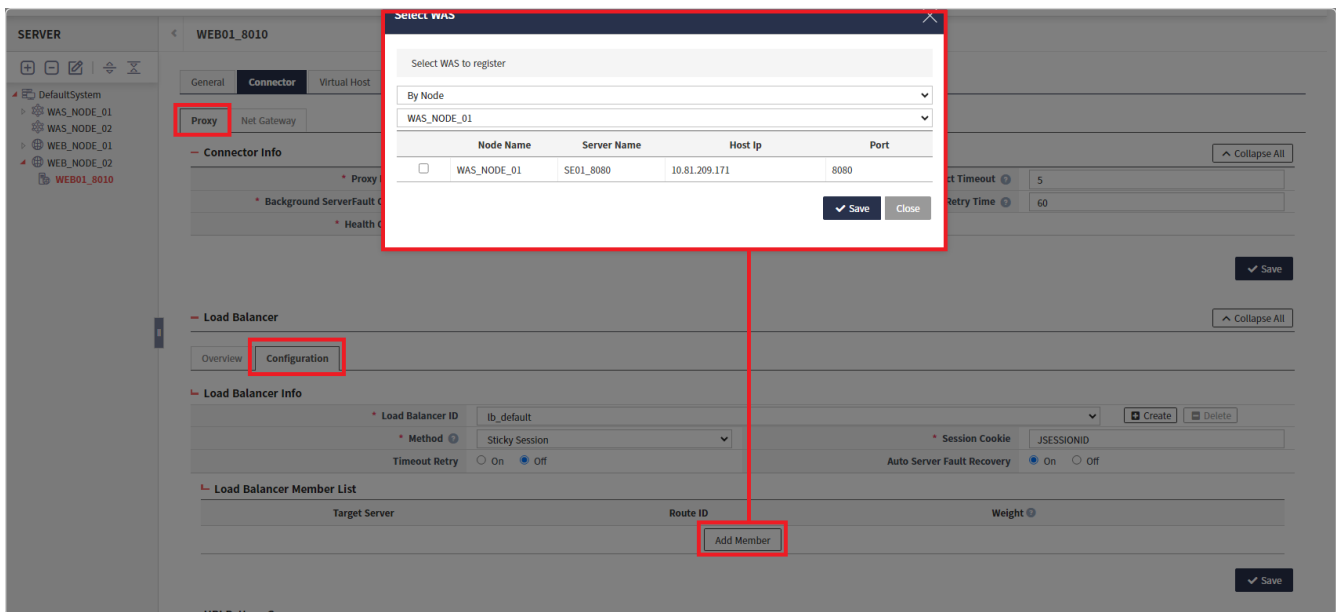 Select WAS
SERVER
WEB01_8010
Select WAS to register
General Connector Virtual Host
By Node
DefaultSystem
WAS_NODE_01
WAS_NODE_01
WAS_NODE_02
Proxy Net Gateway
WEB_NODE_01
Node Name Server Name Host Ip Port
Connector Info
Collapse All
WEB_NODE_02
WAS_NODE_01 SE01_8080 10.81.209.171 8080
WEB01_8010
* Proxy
ct Timeout 5
* Background ServerFault
Retry Time 60
Save Close
* Health
Save
Load Balancer
Collapse All
Overview Configuration
Load Balancer Info
* Load Balancer ID lb_default Create Delete
* Method Sticky Session * Session Cookie JSESSIONID
Timeout Retry On Off Auto Server Fault Recovery On Off
Load Balancer Member List
Target Server Route ID Weight
Add Member
Save